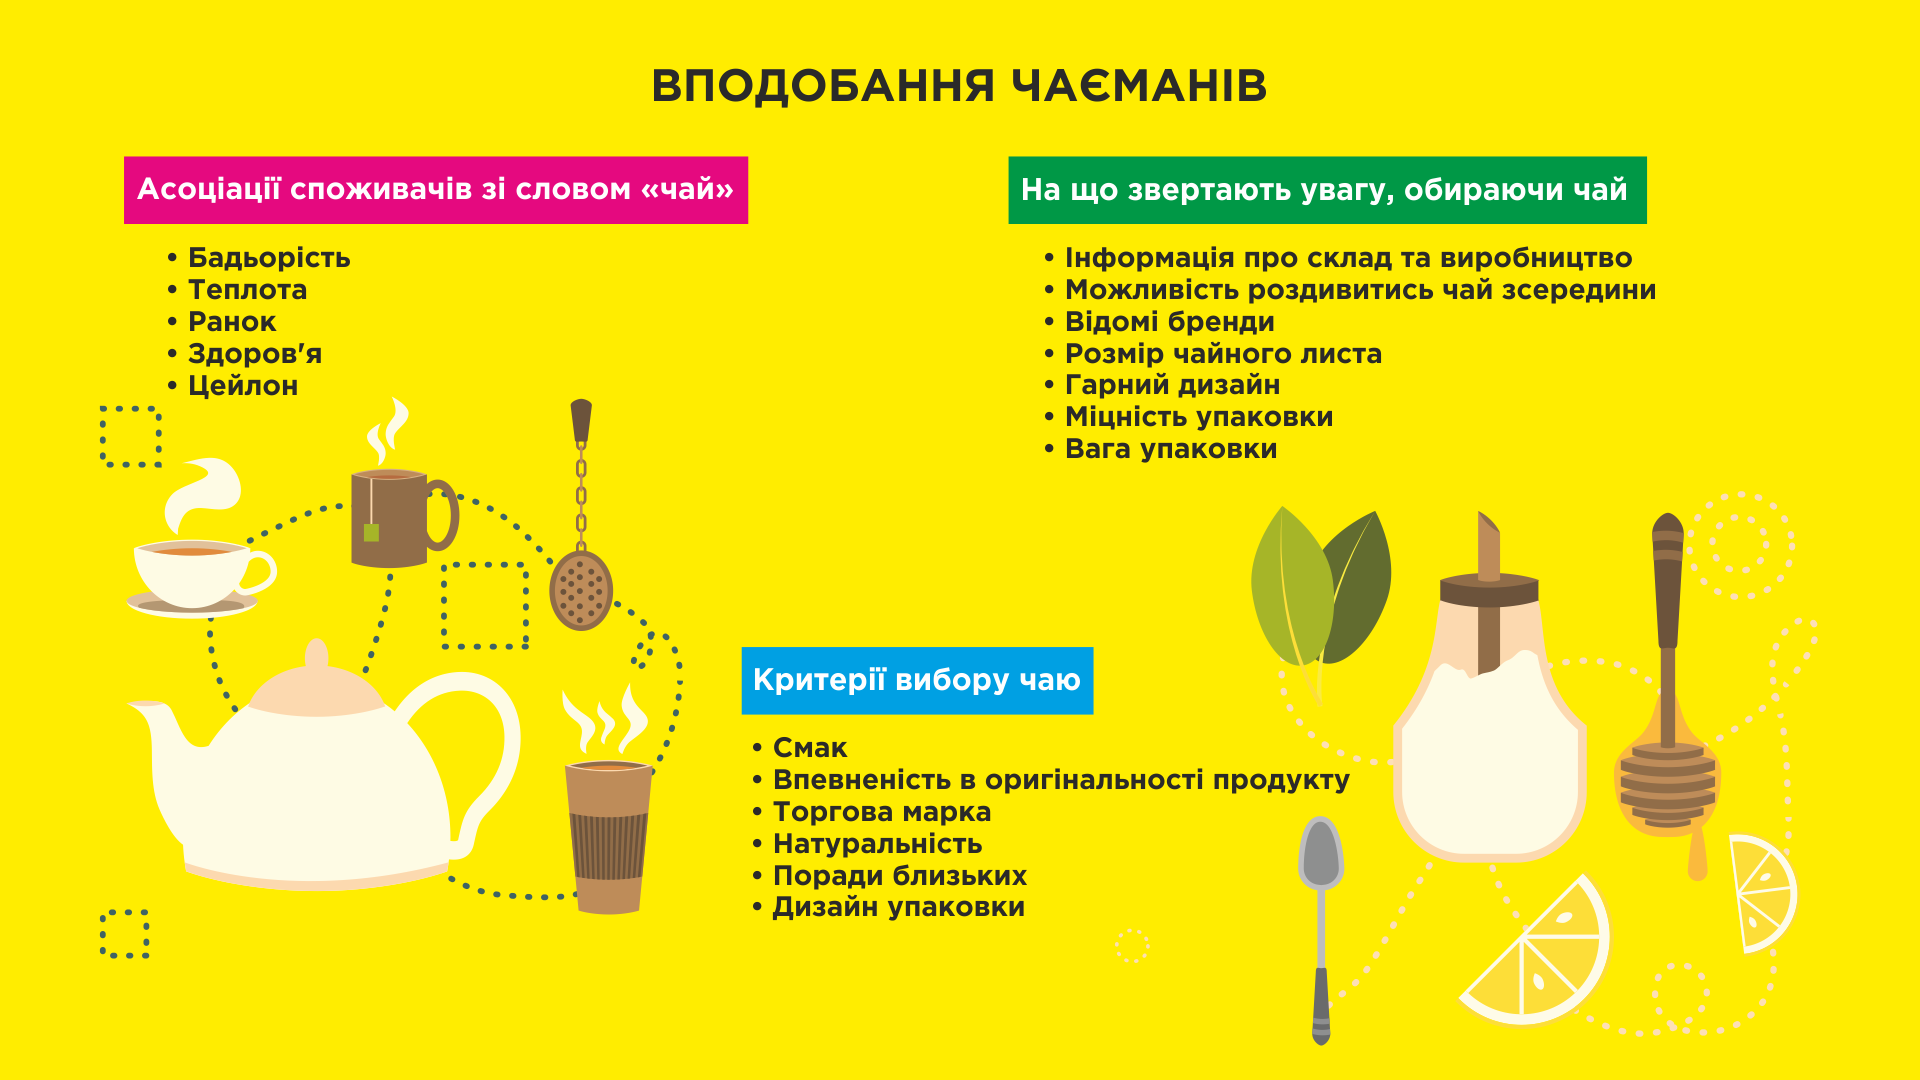 ВПОДОБАННЯ ЧАЄМАНІВ
Асоціації споживачів зі словом «чай»
• Бадьорість
• Теплота
• Ранок
• Здоров'я
• Цейлон
На що звертають увагу, обираючи чай
• Інформація про склад та виробництво
• Можливість роздивитись чай зсередини
• Відомі бренди
• Розмір чайного листа
• Гарний дизайн
• Міцність упаковки
• Вага упаковки
Критерії вибору чаю
• Смак
• Впевненість в оригінальності продукту
• Торгова марка
• Натуральність
• Поради близьких
• Дизайн упаковки